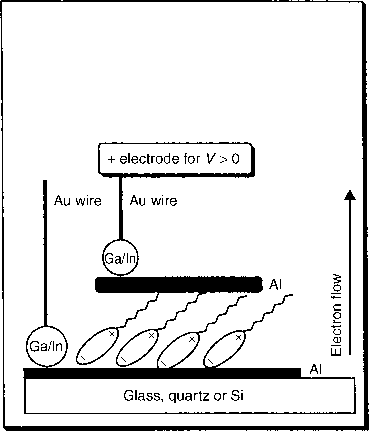 + electrode for V > 0
Au wire
Au wire
Ga/In
Al
Electron flow
Ga/In
Al
Glass, quartz or Si